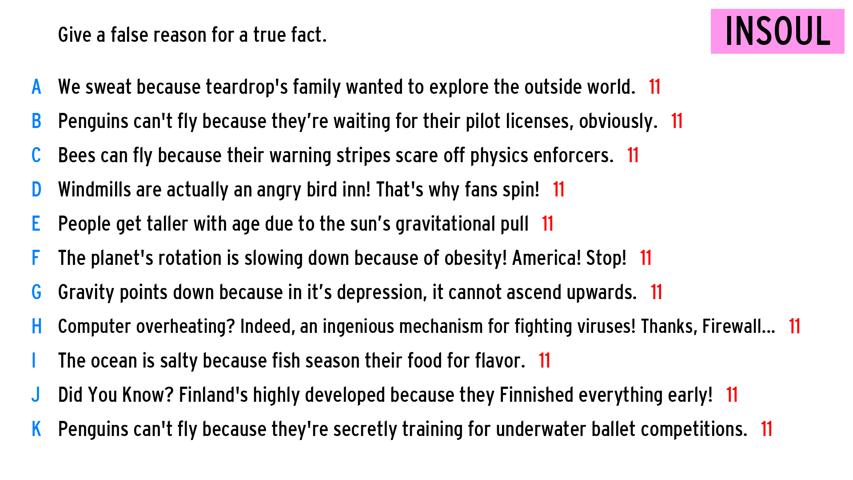 Give a false reason for a true fact.
INSOUL
A We sweat because teardrop's family wanted to explore the outside world. 11
B Penguins can't fly because they’re waiting for their pilot licenses, obviously. 11
C Bees can fly because their warning stripes scare off physics enforcers. 11
D Windmills are actually an angry bird inn! That's why fans spin! 11
E People get taller with age due to the sun’s gravitational pull 11
F The planet's rotation is slowing down because of obesity! America! Stop! 11
G Gravity points down because in it’s depression, it cannot ascend upwards. 11
H Computer overheating? Indeed, an ingenious mechanism for fighting viruses! Thanks, Firewall... 11
I The ocean is salty because fish season their food for flavor. 11
J Did You Know? Finland's highly developed because they Finnished everything early! 11
K Penguins can't fly because they're secretly training for underwater ballet competitions. 11